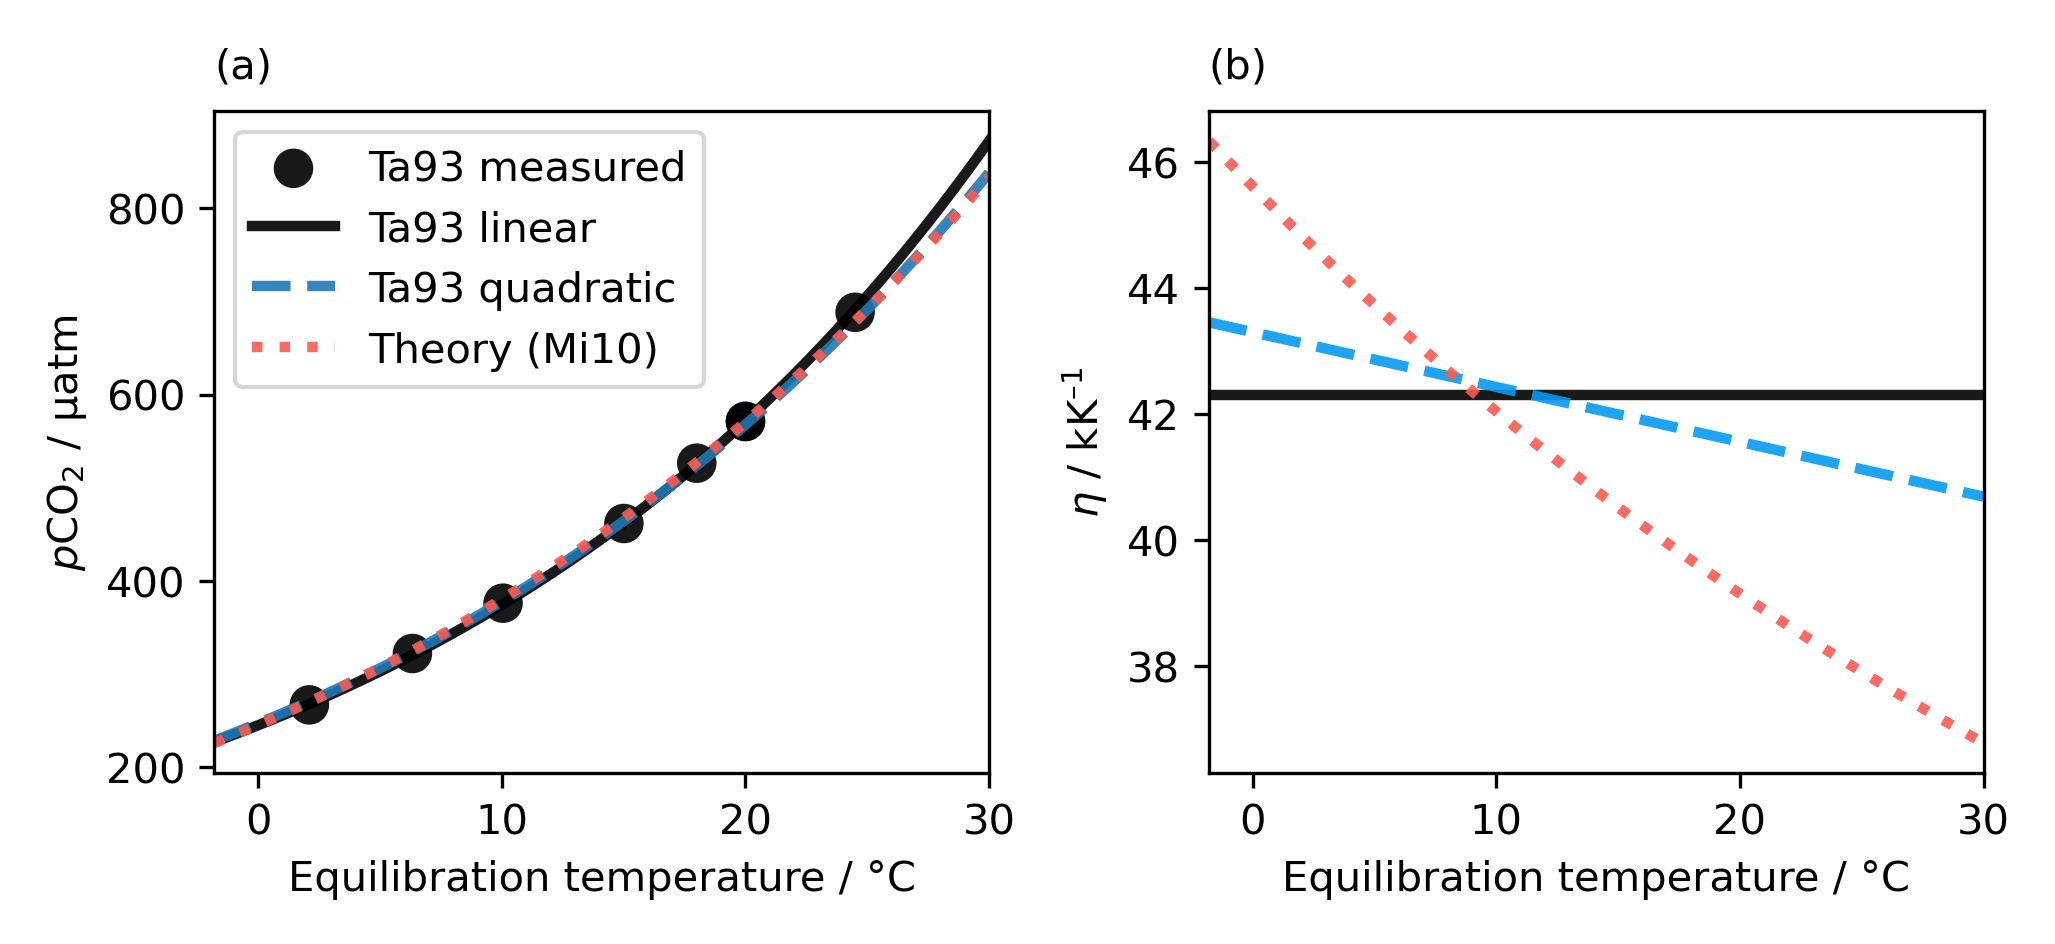 (a)
Ta93 measured
Ta93 linear
Ta93 quadratic
Theory (Mi10)
800
600
400
200
pCO₂ / µatm
0 10 20 30
Equilibration temperature / °C
(b)
46
44
42
40
38
η / kK⁻¹
0 10 20 30
Equilibration temperature / °C